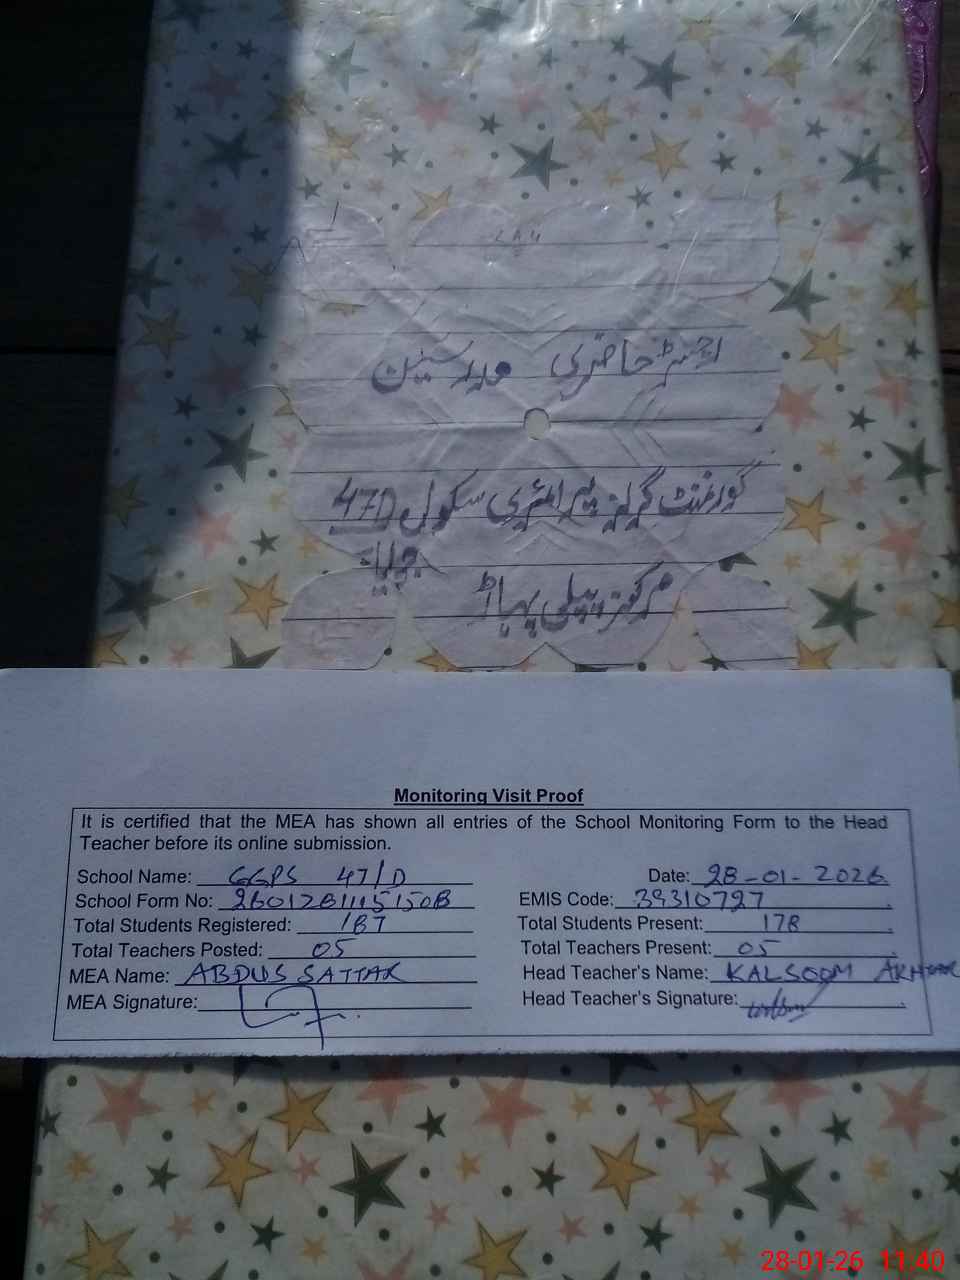 رجسٹر حاضری مدرسین
گورنمنٹ گرلز پرائمری سکول 47D
مرکز پیلی پہاڑ
Monitoring Visit Proof
It is certified that the MEA has shown all entries of the School Monitoring Form to the Head
Teacher before its online submission.
School Name: GGPS 47/D Date: 28-01-2026
School Form No: EMIS Code: 39310727
Total Students Registered: 187 Total Students Present: 178
Total Teachers Posted: 05 Total Teachers Present: 05
MEA Name: ABDUS SATTAR Head Teacher's Name: KALSOOM AKHTAR
MEA Signature: Head Teacher's Signature:
28-01-26 11:40